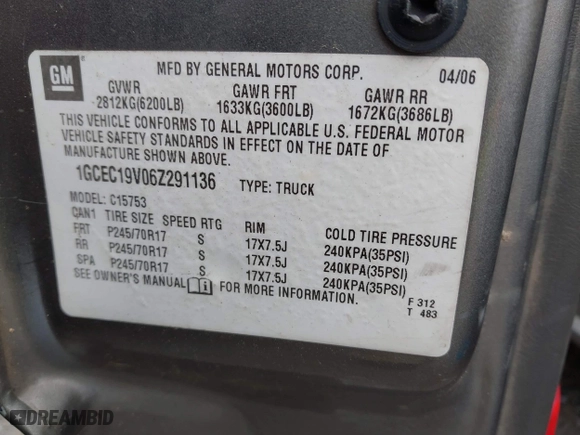 GM
MFD BY GENERAL MOTORS CORP. 04/06
GVWR GAWR FRT GAWR RR
2812KG(6200LB) 1633KG(3600LB) 1672KG(3686LB)
THIS VEHICLE CONFORMS TO ALL APPLICABLE U.S. FEDERAL MOTOR
VEHICLE SAFETY STANDARDS IN EFFECT ON THE DATE OF
MANUFACTURE SHOWN ABOVE.
1GCEC19V06Z291136 TYPE: TRUCK
MODEL: C15753
CAN1 TIRE SIZE SPEED RTG RIM COLD TIRE PRESSURE
FRT P245/70R17 S 17X7.5J 240KPA(35PSI)
RR P245/70R17 S 17X7.5J 240KPA(35PSI)
SPA P245/70R17 S 17X7.5J 240KPA(35PSI)
SEE OWNER'S MANUAL i FOR MORE INFORMATION.
F 312
T 483
DREAMBID